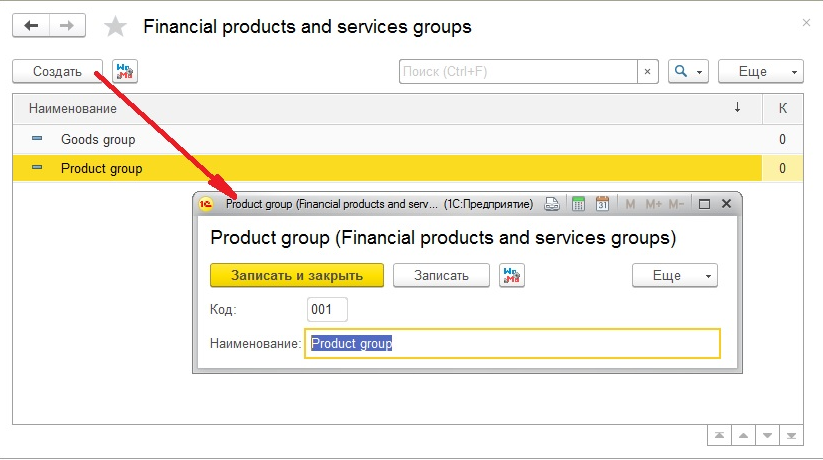 Financial products and services groups
Создать
Поиск (Ctrl+F)
Еще
Наименование
К
Goods group
0
Product group
0
Product group (Financial products and serv... (1С:Предприятие)
M M+ M-
Product group (Financial products and services groups)
Записать и закрыть
Записать
Еще
Код:
001
Наименование:
Product group